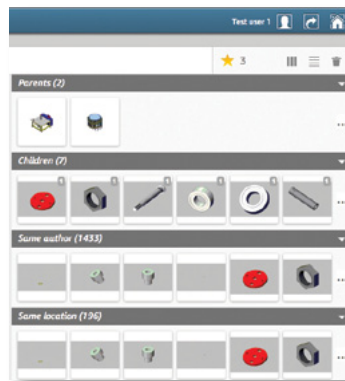 Test user 1
3
Parents (2)
Children (7)
Same author (1433)
Same location (196)